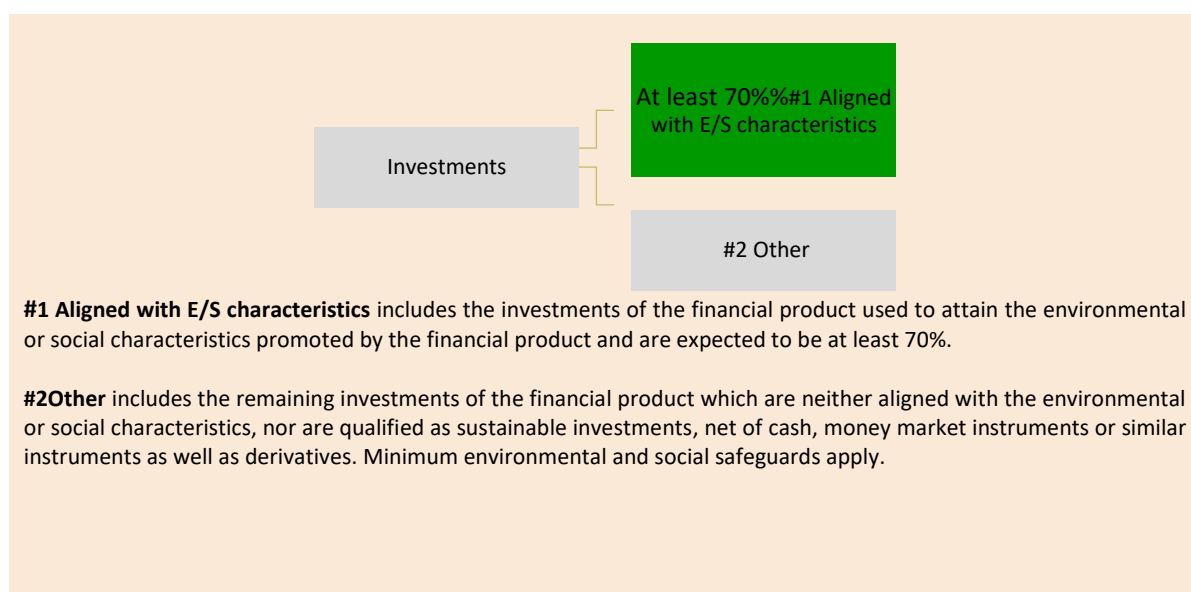 At least 70%%#1 Aligned
with E/S characteristics
Investments
#2 Other
#1 Aligned with E/S characteristics includes the investments of the financial product used to attain the environmental
or social characteristics promoted by the financial product and are expected to be at least 70%.
#2Other includes the remaining investments of the financial product which are neither aligned with the environmental
or social characteristics, nor are qualified as sustainable investments, net of cash, money market instruments or similar
instruments as well as derivatives. Minimum environmental and social safeguards apply.